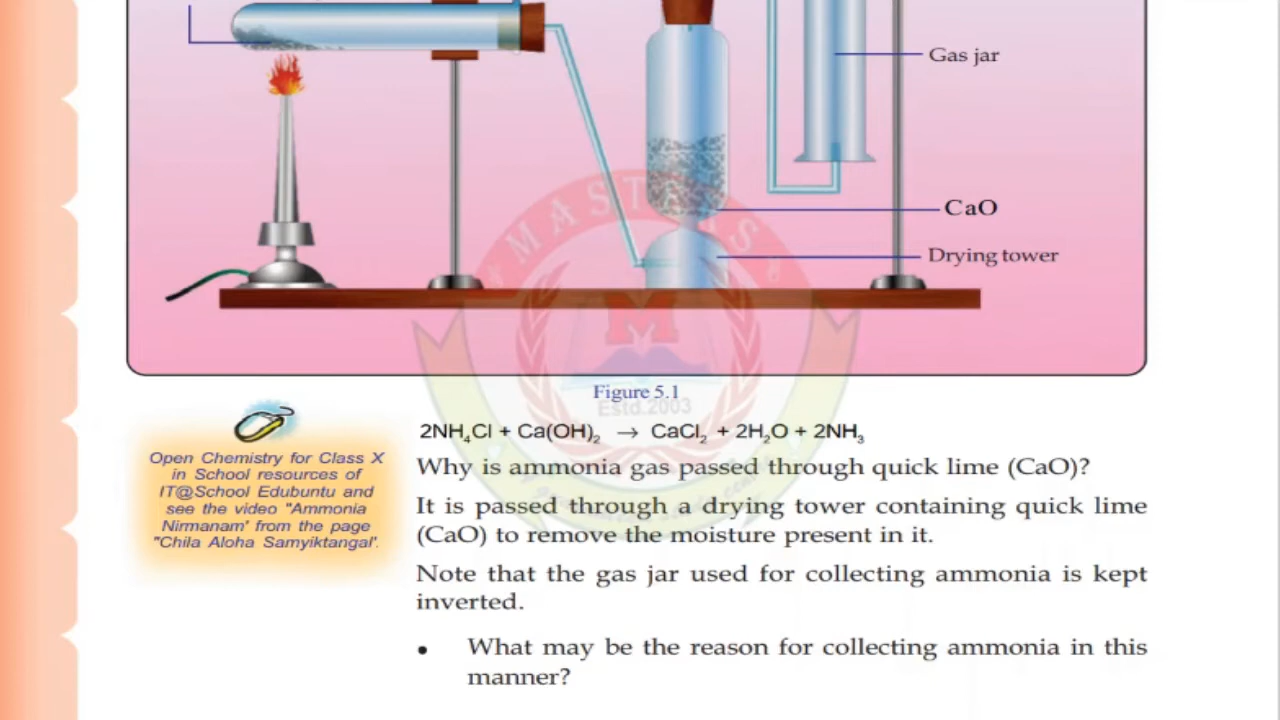 Gas jar
CaO
Drying tower
Figure 5.1
MASTER'S
M
Estd.2003
2NH₄Cl + Ca(OH)₂ → CaCl₂ + 2H₂O + 2NH₃
Why is ammonia gas passed through quick lime (CaO)?
It is passed through a drying tower containing quick lime
(CaO) to remove the moisture present in it.
Note that the gas jar used for collecting ammonia is kept
inverted.
• What may be the reason for collecting ammonia in this
manner?
Open Chemistry for Class X
in School resources of
IT@School Edubuntu and
see the video "Ammonia
Nirmanam' from the page
"Chila Aloha Samyiktangal'.